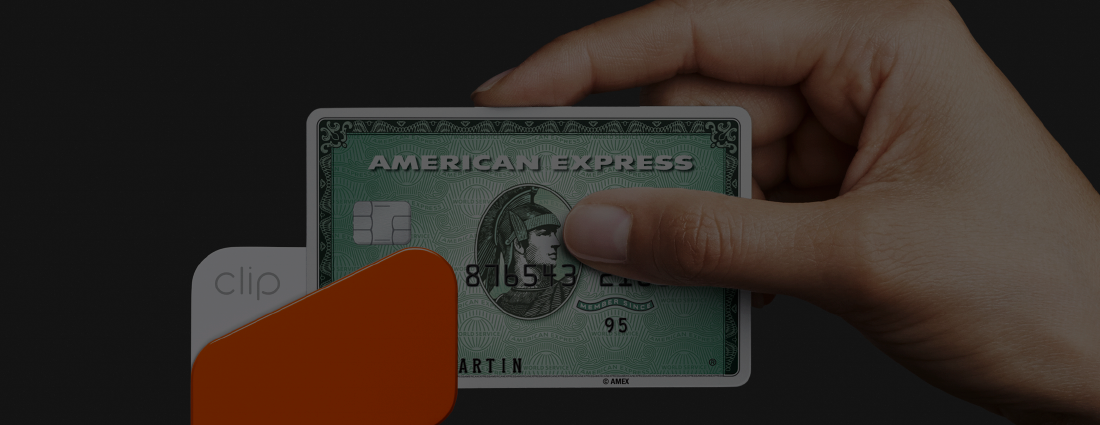 AMERICAN EXPRESS
clip
876543
MEMBER SINCE
95
ARTIN
® AMEX